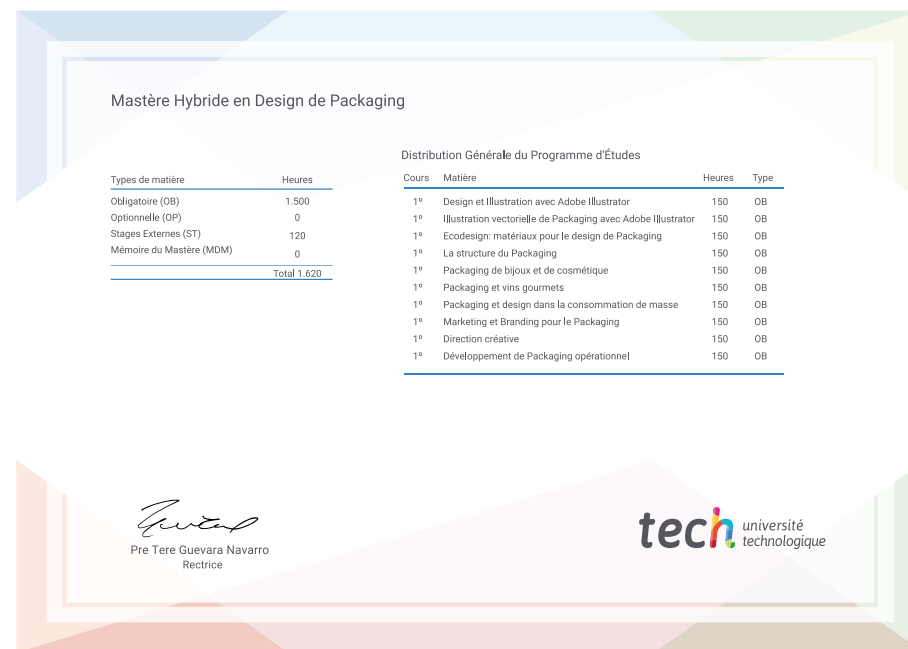 Mastère Hybride en Design de Packaging
Types de matière Heures
Obligatoire (OB) 1.500
Optionnelle (OP) 0
Stages Externes (ST) 120
Mémoire du Mastère (MDM) 0
Total 1.620
Distribution Générale du Programme d'Études
Cours Matière Heures Type
1º Design et Illustration avec Adobe Illustrator 150 OB
1º Illustration vectorielle de Packaging avec Adobe Illustrator 150 OB
1º Ecodesign: matériaux pour le design de Packaging 150 OB
1º La structure du Packaging 150 OB
1º Packaging de bijoux et de cosmétique 150 OB
1º Packaging et vins gourmets 150 OB
1º Packaging et design dans la consommation de masse 150 OB
1º Marketing et Branding pour le Packaging 150 OB
1º Direction créative 150 OB
1º Développement de Packaging opérationnel 150 OB
Pre Tere Guevara Navarro
Rectrice
tech université
technologique